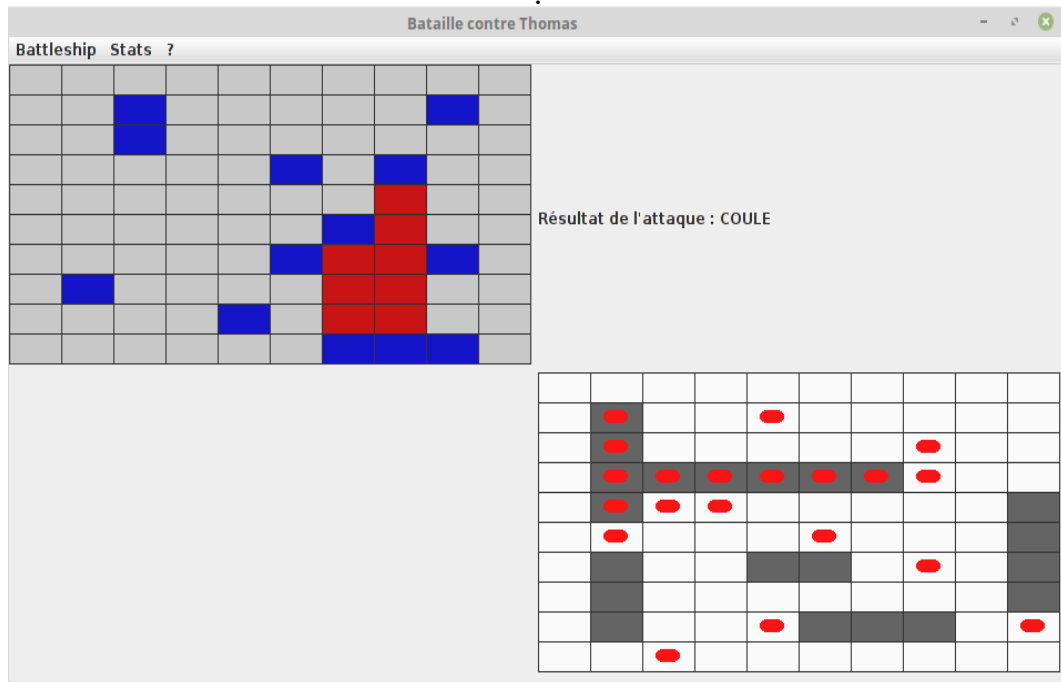 Bataille contre Thomas
Battleship Stats ?
Résultat de l'attaque : COULE